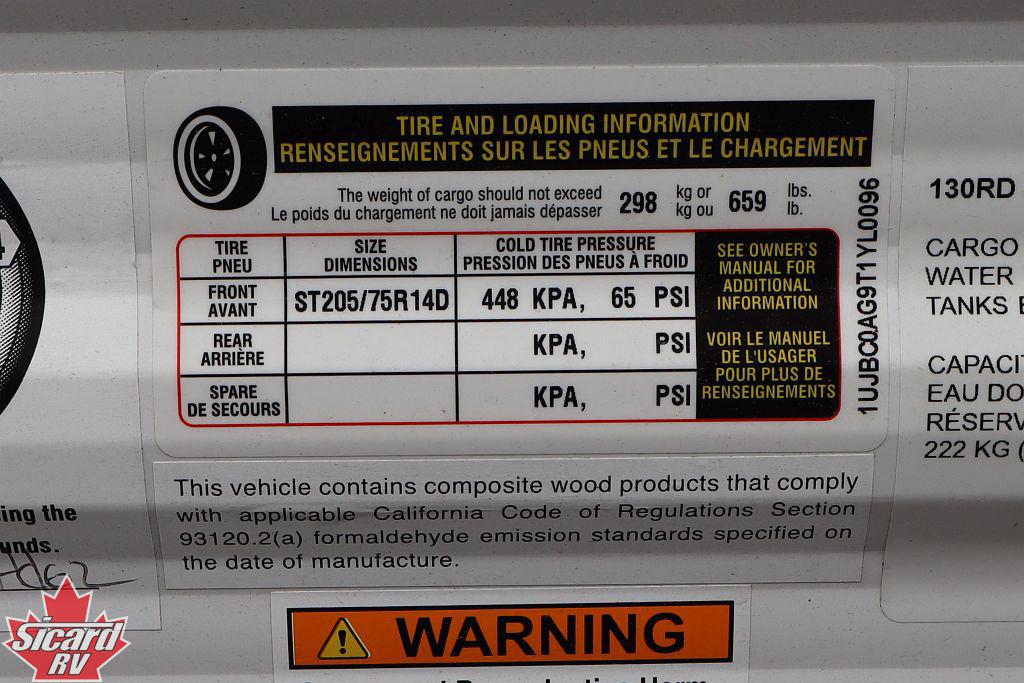 TIRE AND LOADING INFORMATION
RENSEIGNEMENTS SUR LES PNEUS ET LE CHARGEMENT
The weight of cargo should not exceed 298 kg or 659 lbs.
Le poids du chargement ne doit jamais dépasser kg ou lb.
TIRE SIZE COLD TIRE PRESSURE
PNEU DIMENSIONS PRESSION DES PNEUS À FROID
FRONT
AVANT
ST205/75R14D 448 KPA, 65 PSI
REAR
ARRIÈRE
KPA, PSI
SPARE
DE SECOURS
KPA, PSI
SEE OWNER'S
MANUAL FOR
ADDITIONAL
INFORMATION
VOIR LE MANUEL
DE L'USAGER
POUR PLUS DE
RENSEIGNEMENTS
1UJBC0AG9T1YL0096
130RD
CARGO
WATER
TANKS
CAPACIT
EAU DO
RÉSERV
222 KG (
ing the
unds.
This vehicle contains composite wood products that comply
with applicable California Code of Regulations Section
93120.2(a) formaldehyde emission standards specified on
the date of manufacture.
WARNING
Sicard
RV